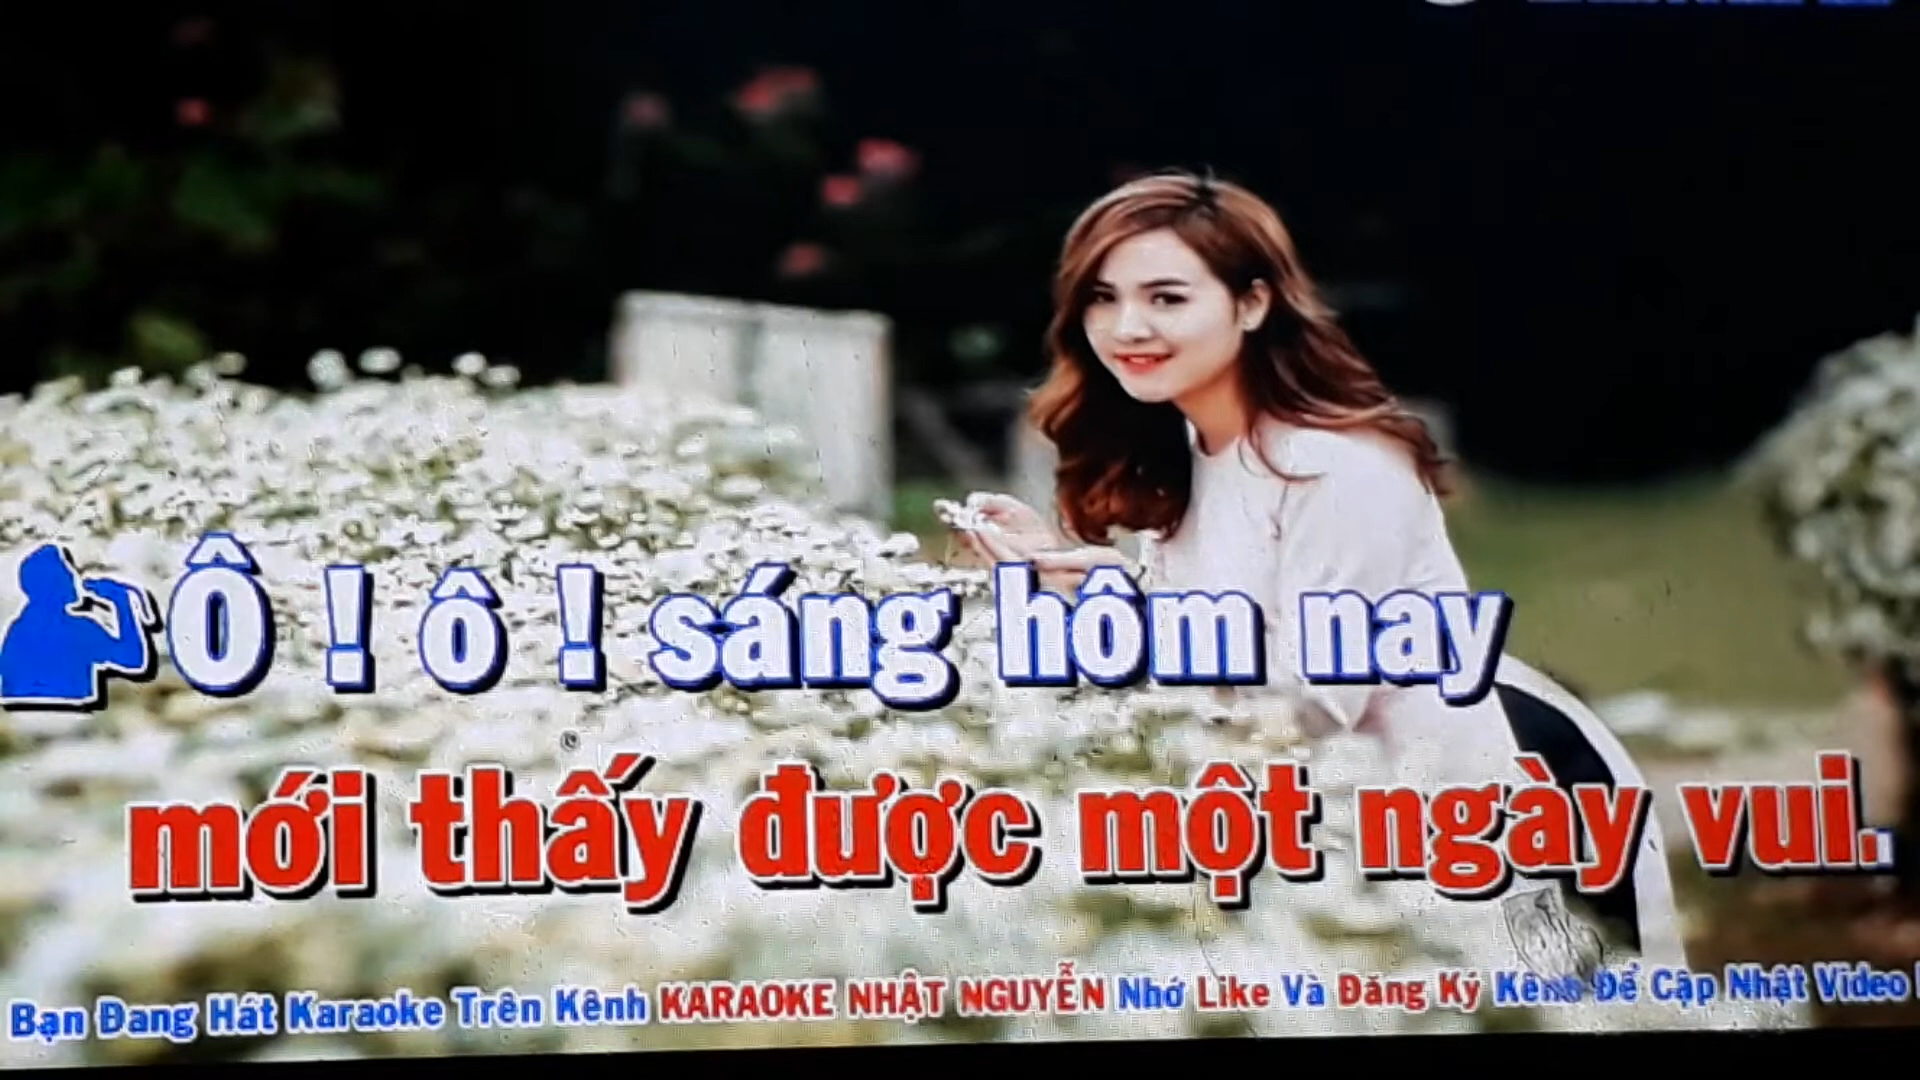 Ô ! ô ! sáng hôm nay
mới thấy được một ngày vui.
Bạn Đang Hát Karaoke Trên Kênh KARAOKE NHẬT NGUYỄN Nhớ Like Và Đăng Ký Kênh Để Cập Nhật Video